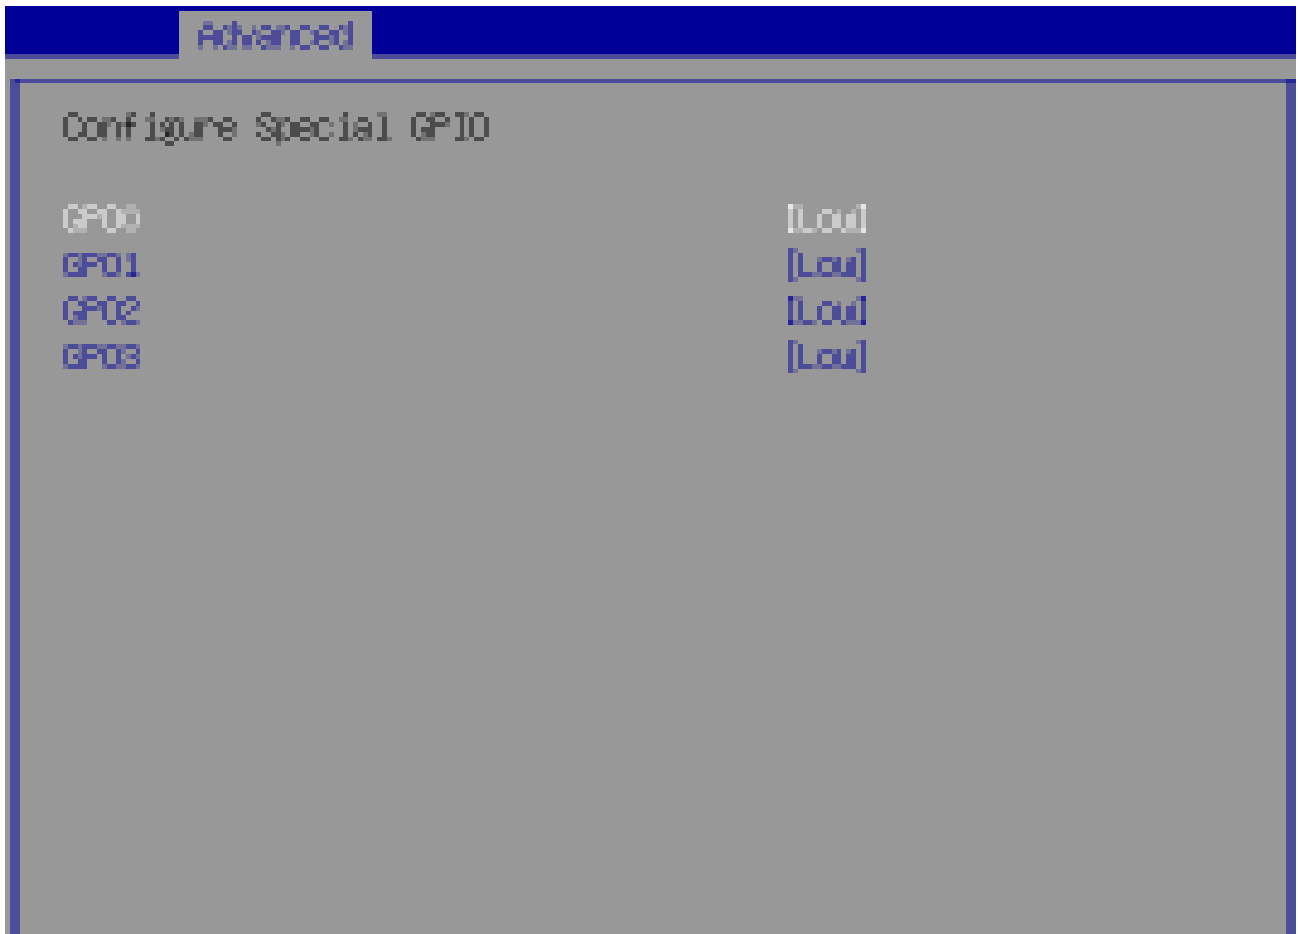 Advanced
Configure Special GPIO
GPO0 [Low]
GPO1 [Low]
GPO2 [Low]
GPO3 [Low]